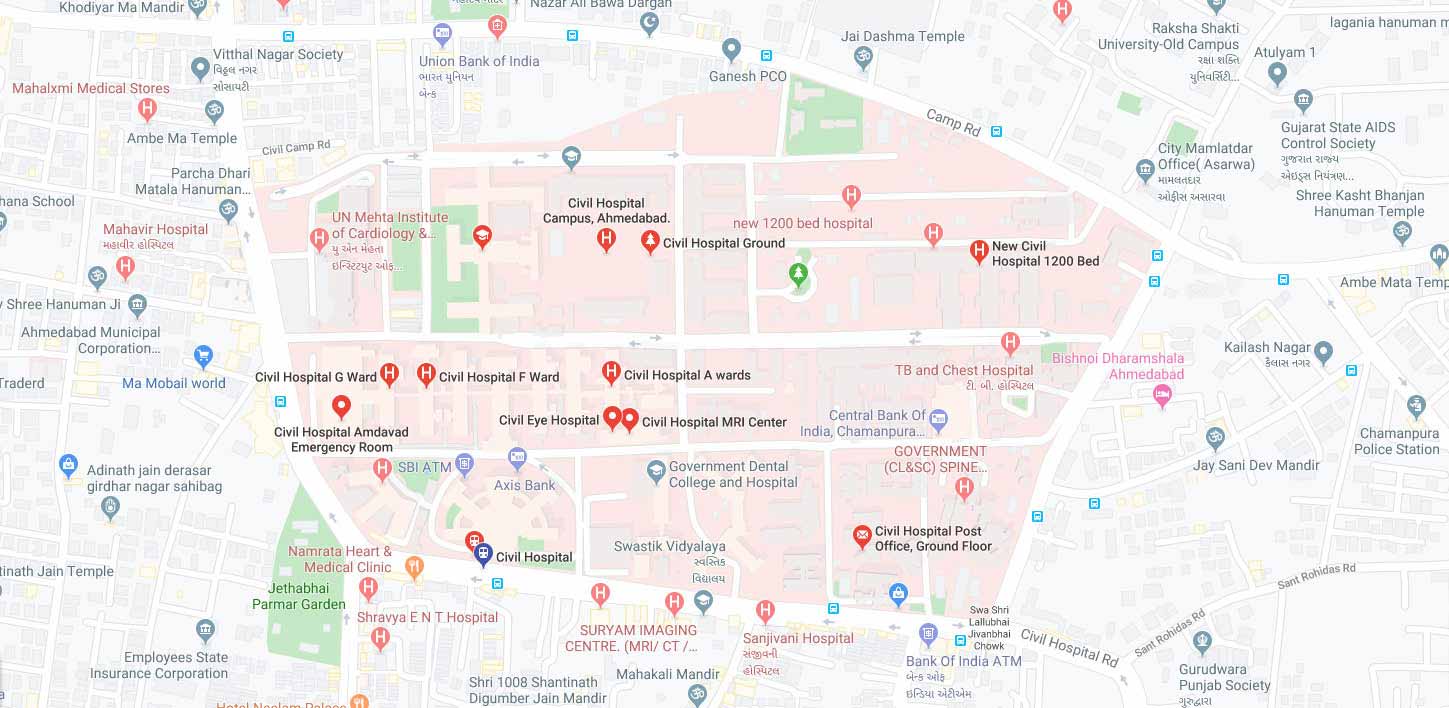 Khodiyar Ma Mandir
Nazar Ali Bawa Dargah
Raksha Shakti
University-Old Campus
રક્ષા શક્તિ
યુનિવર્સિટી...
lagania hanuman m
Jai Dashma Temple
Atulyam 1
Vitthal Nagar Society
વિઠ્ઠલ નગર
સોસાયટી
Union Bank of India
ભારત યુનિયન
બેન્ક
Ganesh PCO
Mahalxmi Medical Stores
Ambe Ma Temple
Civil Camp Rd
Camp Rd
Gujarat State AIDS
Control Society
ગુજરાત રાજ્ય
એઇડ્સ નિયંત્રણ...
City Mamlatdar
Office( Asarwa)
મામલતદાર
ઓફીસ અસારવા
Parcha Dhari
Matala Hanuman...
hana School
Shree Kasht Bhanjan
Hanuman Temple
Civil Hospital
Campus, Ahmedabad.
UN Mehta Institute
of Cardiology &...
યુ એન મેહતા
ઇન્સ્ટિટ્યુટ ઓફ...
new 1200 bed hospital
Mahavir Hospital
મહાવીર હોસ્પિટલ
Civil Hospital Ground
New Civil
Hospital 1200 Bed
Ambe Mata Temp
y Shree Hanuman Ji
Ahmedabad Municipal
Corporation...
Kailash Nagar
કૈલાસ નગર
Bishnoi Dharamshala
Ahmedabad
TB and Chest Hospital
ટી. બી. હોસ્પિટલ
Traderd
Ma Mobail world
Civil Hospital G Ward
Civil Hospital F Ward
Civil Hospital A wards
Civil Eye Hospital
Civil Hospital MRI Center
Central Bank Of
India, Chamanpura...
Civil Hospital Amdavad
Emergency Room
Chamanpura
Police Station
GOVERNMENT
(CL&SC) SPINE...
SBI ATM
Axis Bank
Government Dental
College and Hospital
Jay Sani Dev Mandir
Adinath jain derasar
girdhar nagar sahibag
Civil Hospital Post
Office, Ground Floor
Swastik Vidyalaya
સ્વસ્તિક
વિદ્યાલય
Civil Hospital
Namrata Heart &
Medical Clinic
tinath Jain Temple
Jethabhai
Parmar Garden
Sant Rohidas Rd
Shravya E N T Hospital
Swa Shri
Lallubhai
Jivanbhai
Chowk
Sant Rohidas Rd
SURYAM IMAGING
CENTRE. (MRI/ CT /...
Sanjivani Hospital
સંજીવની
હોસ્પિટલ
Civil Hospital Rd
Employees State
Insurance Corporation
Bank Of India ATM
બેન્ક ઓફ
ઇન્ડિયા એટીએમ
Gurudwara
Punjab Society
ગુરુદ્વારા
Mahakali Mandir
Shri 1008 Shantinath
Digumber Jain Mandir
Hotel Neelam Palace